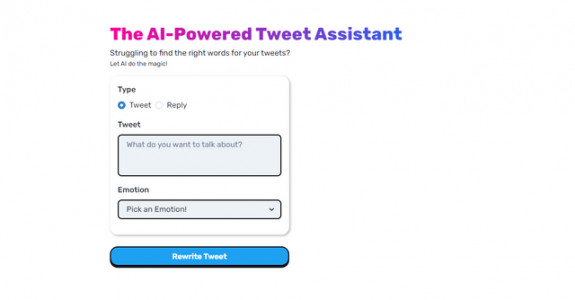 The AI-Powered Tweet Assistant
Struggling to find the right words for your tweets?
Let AI do the magic!
Type
Tweet Reply
Tweet
What do you want to talk about?
Emotion
Pick an Emotion!
Rewrite Tweet